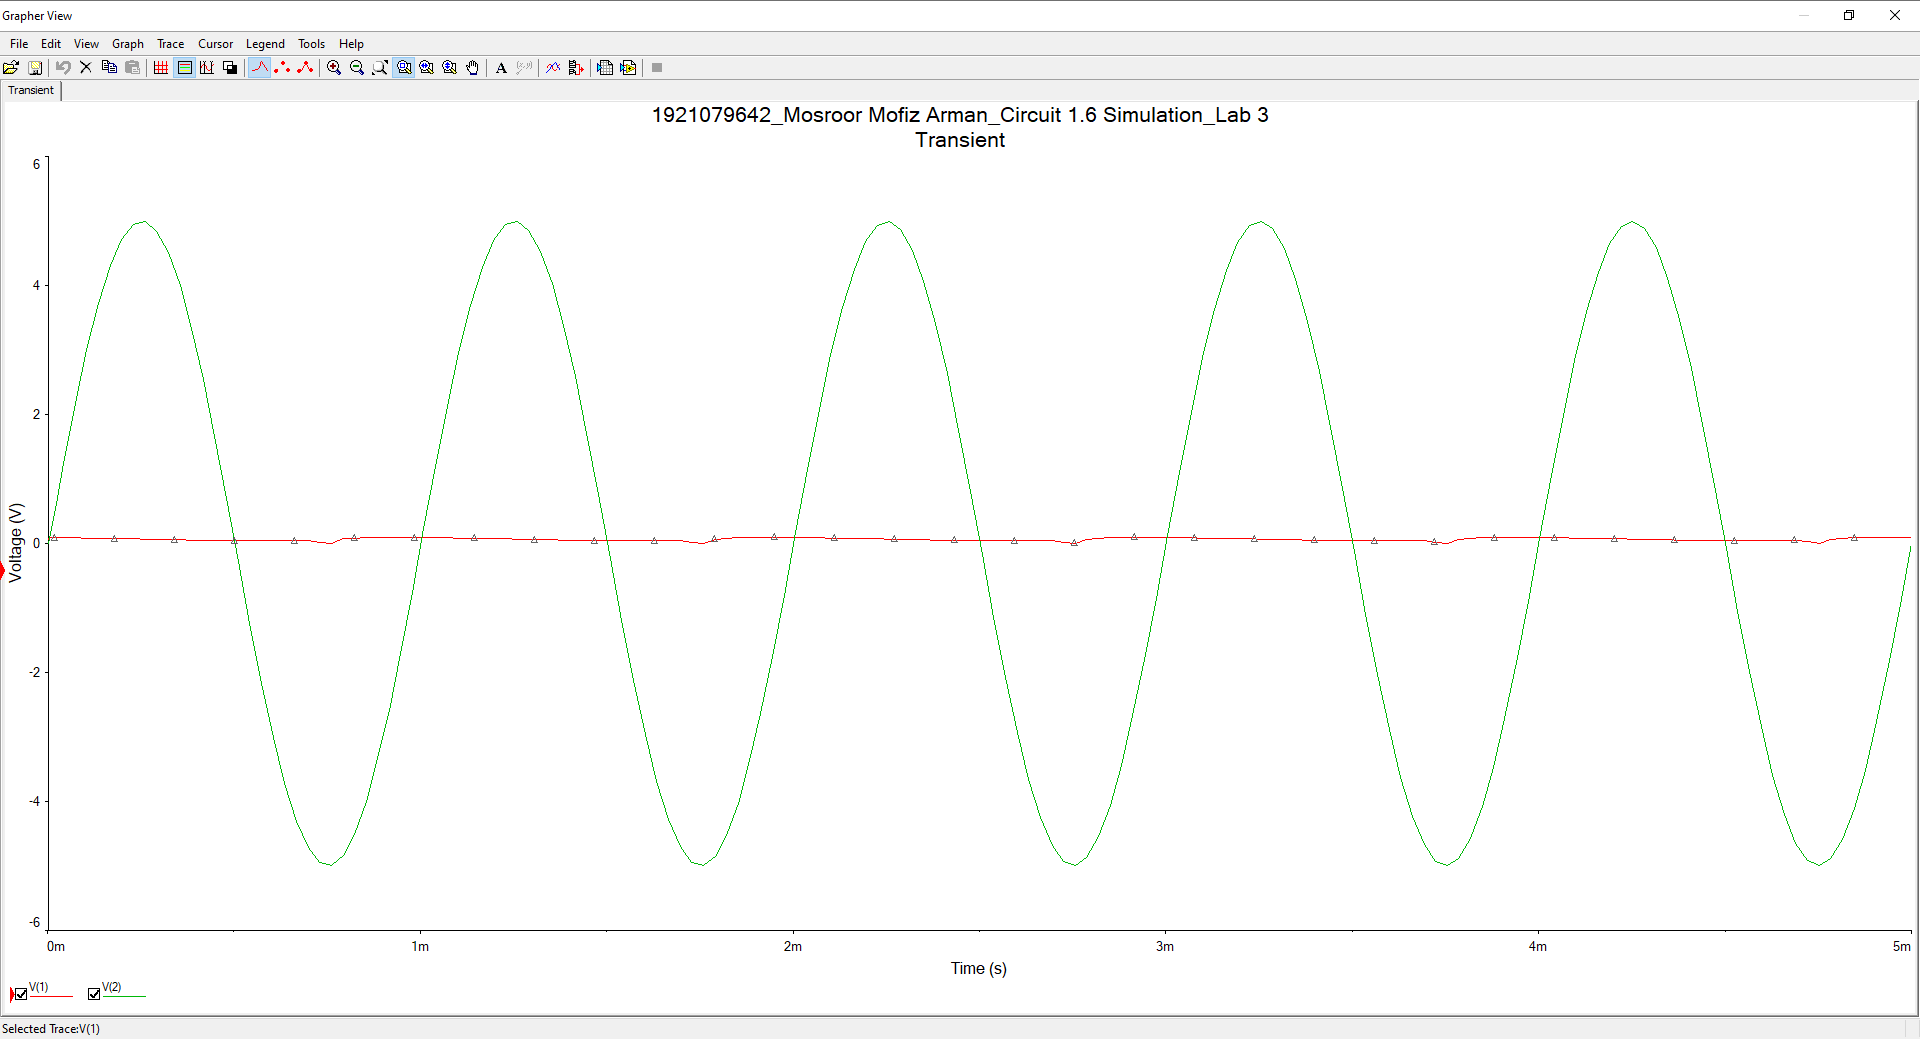 Grapher View
File Edit View Graph Trace Cursor Legend Tools Help
A
Transient
1921079642_Mosroor Mofiz Arman_Circuit 1.6 Simulation_Lab 3
Transient
6
4
2
0
-2
-4
-6
Voltage (V)
0m 1m 2m 3m 4m 5m
Time (s)
V(1) V(2)
Selected Trace:V(1)